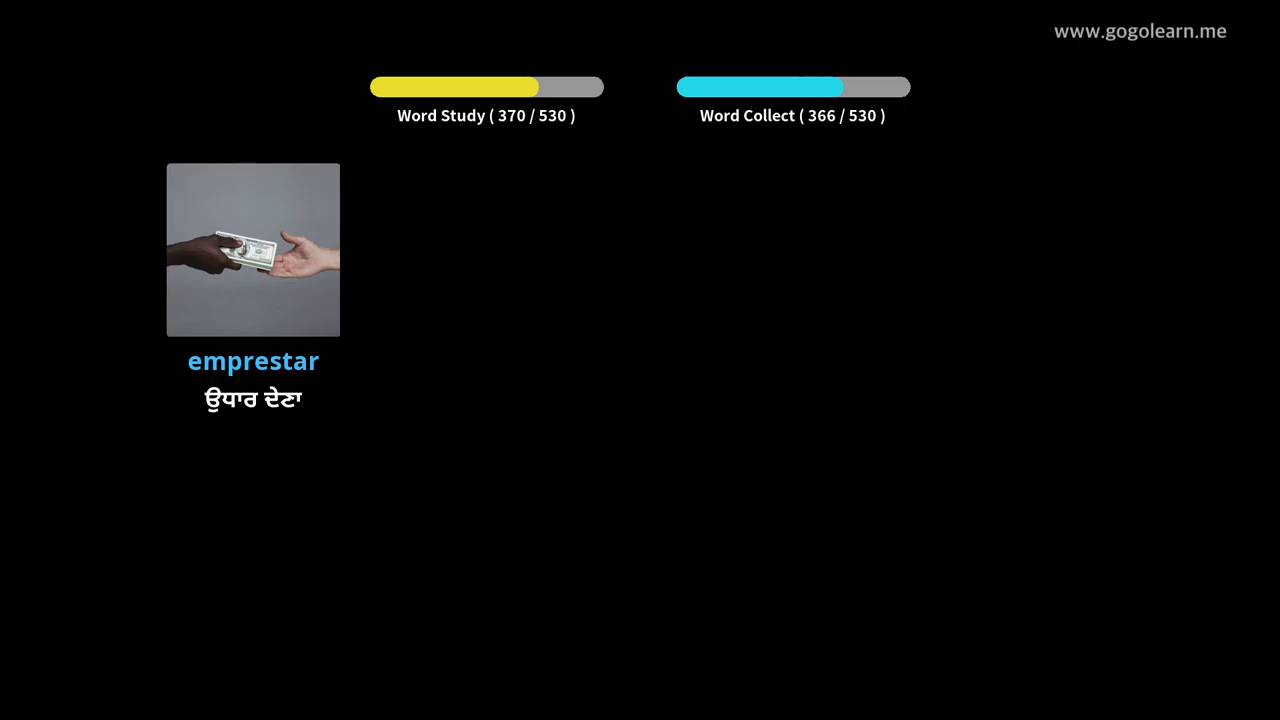 www.gogolearn.me
Word Study ( 370 / 530 )
Word Collect ( 366 / 530 )
emprestar
ਉਧਾਰ ਦੇਣਾ